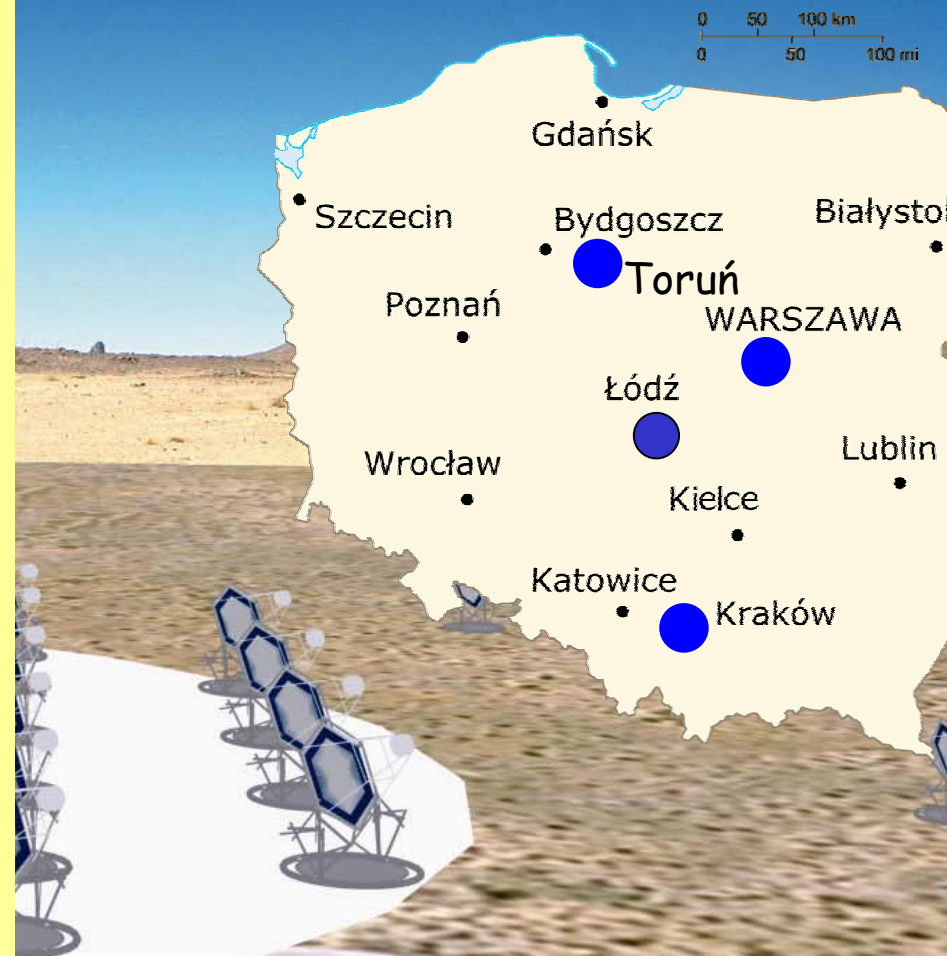 0 50 100 km
0 50 100 mi
Gdańsk
Szczecin
Bydgoszcz
Białystok
Toruń
Poznań
WARSZAWA
Łódź
Wrocław
Lublin
Kielce
Katowice
Kraków